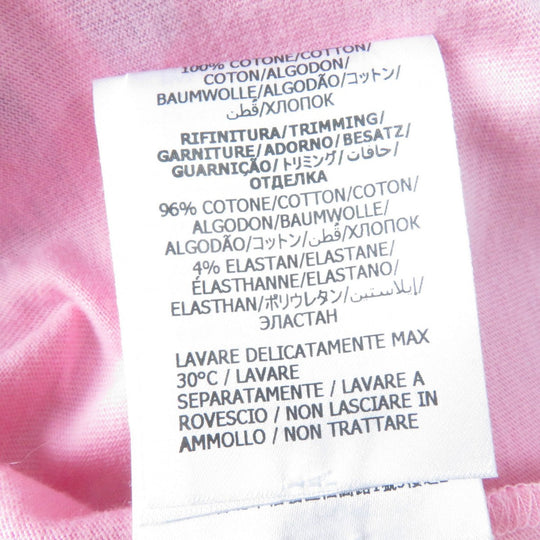 100% COTONE/COTTON/
COTON/ALGODON/
BAUMWOLLE/ALGODÃO/コットン/
قُطن/ХЛОПОК
RIFINITURA/TRIMMING/
GARNITURE/ADORNO/BESATZ/
GUARNIÇÃO/トリミング/حافات/
ОТДЕЛКА
96% COTONE/COTTON/COTON/
ALGODON/BAUMWOLLE/
ALGODÃO/コットン/قُطن/ХЛОПОК
4% ELASTAN/ELASTANE/
ÉLASTHANNE/ELASTANO/
ELASTHAN/ポリウレタン/إيلاستين/
ЭЛАСТАН
LAVARE DELICATAMENTE MAX
30°C / LAVARE
SEPARATAMENTE / LAVARE A
ROVESCIO / NON LASCIARE IN
AMMOLLO / NON TRATTARE